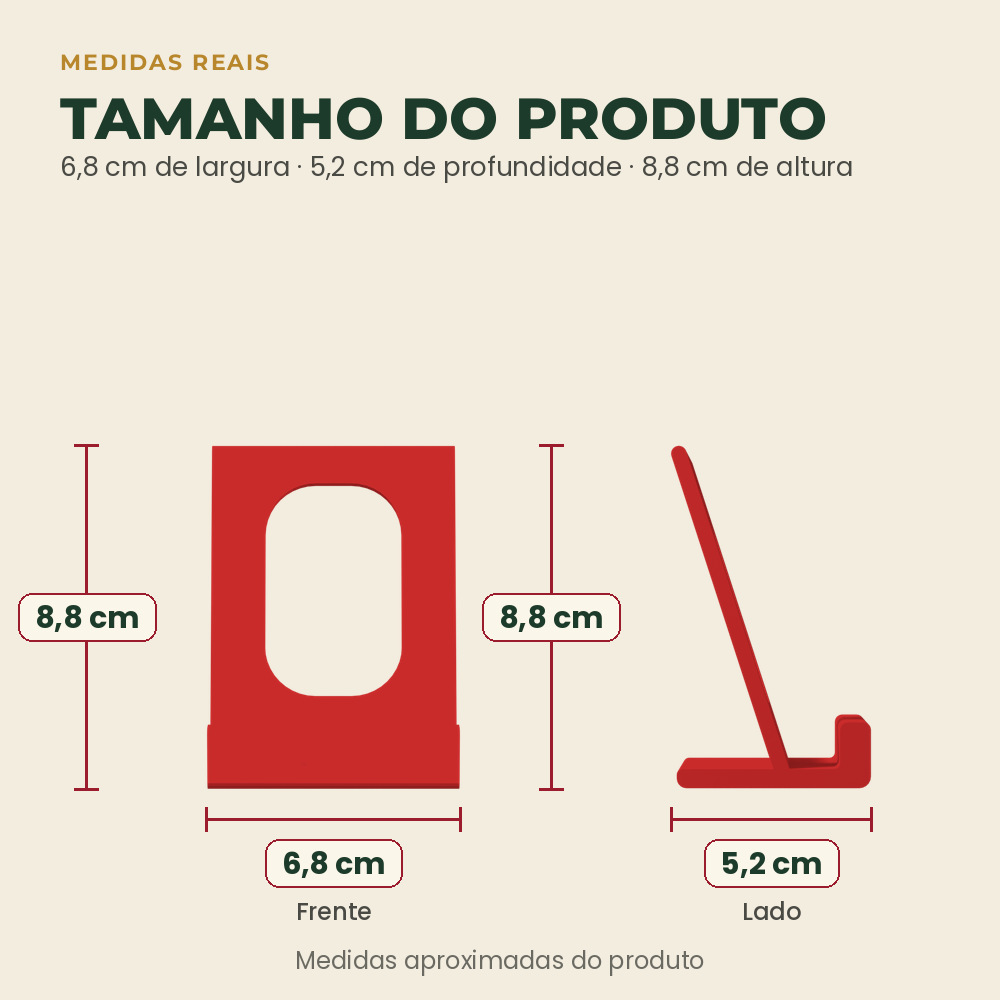 MEDIDAS REAIS
TAMANHO DO PRODUTO
6,8 cm de largura · 5,2 cm de profundidade · 8,8 cm de altura
8,8 cm
8,8 cm
6,8 cm
5,2 cm
Frente
Lado
Medidas aproximadas do produto